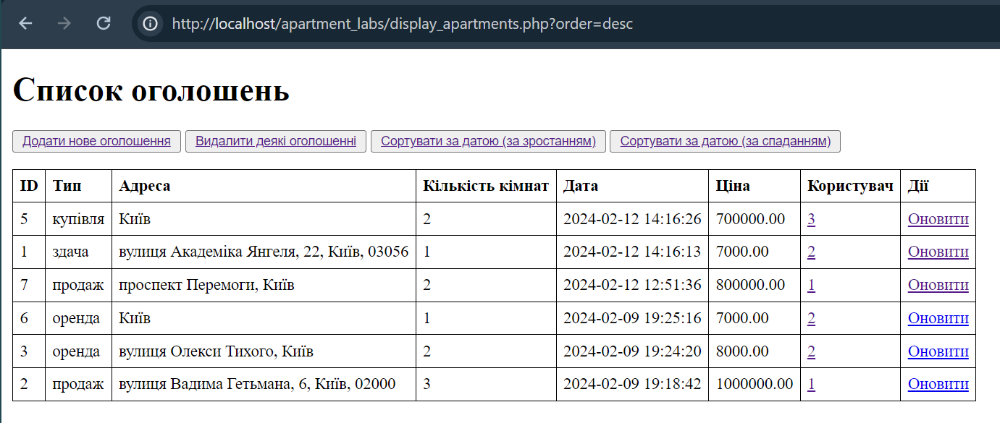 http://localhost/apartment_labs/display_apartments.php?order=desc
Список оголошень
Додати нове оголошення Видалити деякі оголошенні Сортувати за датою (за зростанням) Сортувати за датою (за спаданням)
ID Тип Адреса Кількість кімнат Дата Ціна Користувач Дії
5 купівля Київ 2 2024-02-12 14:16:26 700000.00 3 Оновити
1 здача вулиця Академіка Янгеля, 22, Київ, 03056 1 2024-02-12 14:16:13 7000.00 2 Оновити
7 продаж проспект Перемоги, Київ 2 2024-02-12 12:51:36 800000.00 1 Оновити
6 оренда Київ 1 2024-02-09 19:25:16 7000.00 2 Оновити
3 оренда вулиця Олекси Тихого, Київ 2 2024-02-09 19:24:20 8000.00 2 Оновити
2 продаж вулиця Вадима Гетьмана, 6, Київ, 02000 3 2024-02-09 19:18:42 1000000.00 1 Оновити